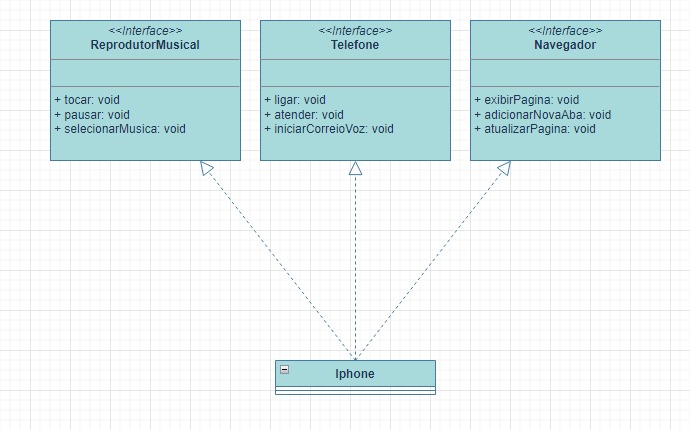 <<Interface>>
ReprodutorMusical
+ tocar: void
+ pausar: void
+ selecionarMusica: void
<<Interface>>
Telefone
+ ligar: void
+ atender: void
+ iniciarCorreioVoz: void
<<Interface>>
Navegador
+ exibirPagina: void
+ adicionarNovaAba: void
+ atualizarPagina: void
Iphone